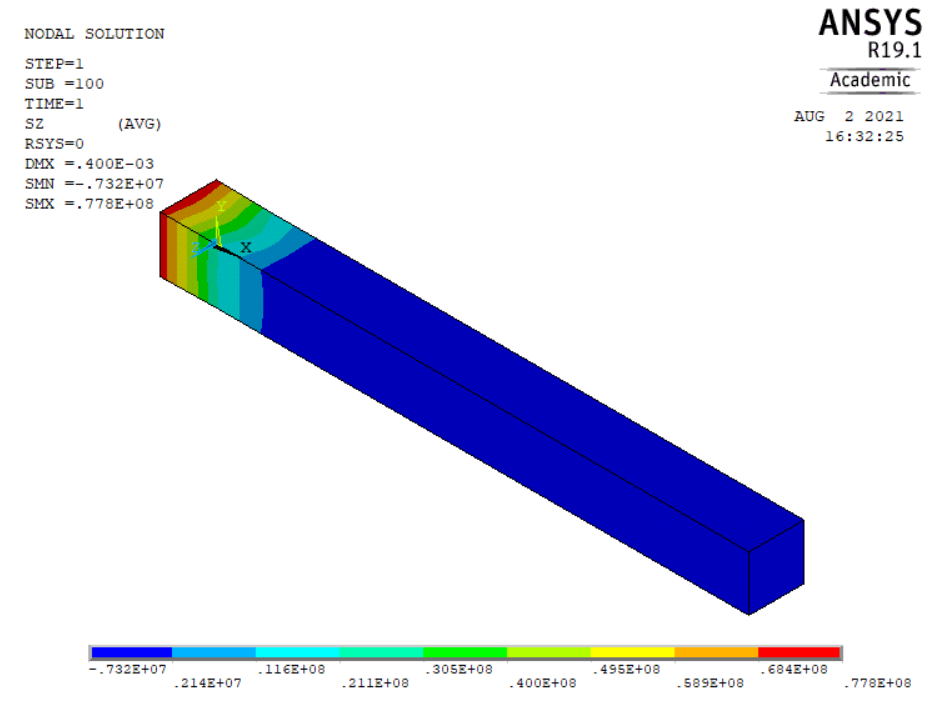 NODAL SOLUTION
STEP=1
SUB =100
TIME=1
SZ (AVG)
RSYS=0
DMX =.400E-03
SMN =-.732E+07
SMX =.778E+08
ANSYS
R19.1
Academic
AUG 2 2021
16:32:25
Y
Z X
-.732E+07 .116E+08 .305E+08 .495E+08 .684E+08
.214E+07 .211E+08 .400E+08 .589E+08 .778E+08